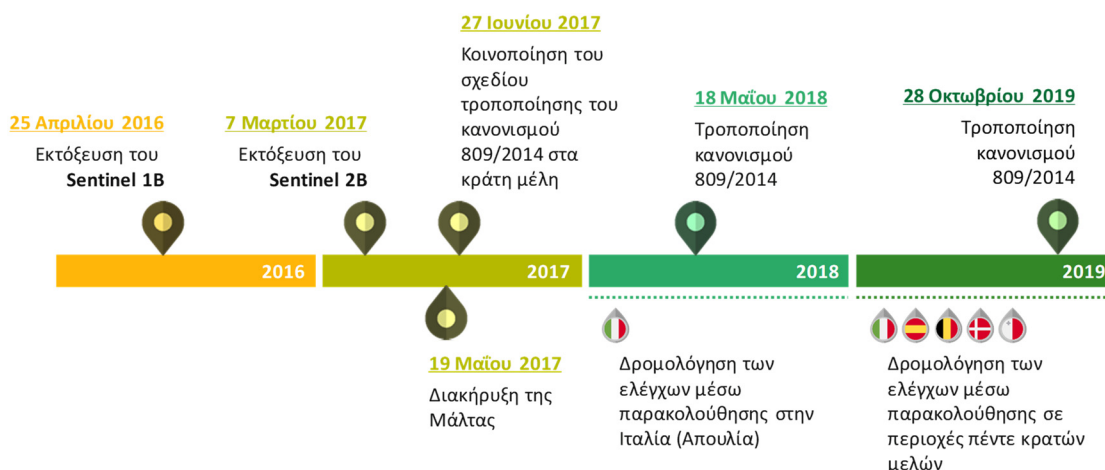 25 Απριλίου 2016
Εκτόξευση του
Sentinel 1B
7 Μαρτίου 2017
Εκτόξευση του
Sentinel 2B
27 Ιουνίου 2017
Κοινοποίηση του
σχεδίου
τροποποίησης του
κανονισμού
809/2014 στα
κράτη μέλη
18 Μαΐου 2018
Τροποποίηση
κανονισμού
809/2014
28 Οκτωβρίου 2019
Τροποποίηση
κανονισμού
809/2014
2016
2017
2018
2019
19 Μαΐου 2017
Διακήρυξη της
Μάλτας
Δρομολόγηση των
ελέγχων μέσω
παρακολούθησης στην
Ιταλία (Απουλία)
Δρομολόγηση των
ελέγχων μέσω
παρακολούθησης σε
περιοχές πέντε κρατών
μελών